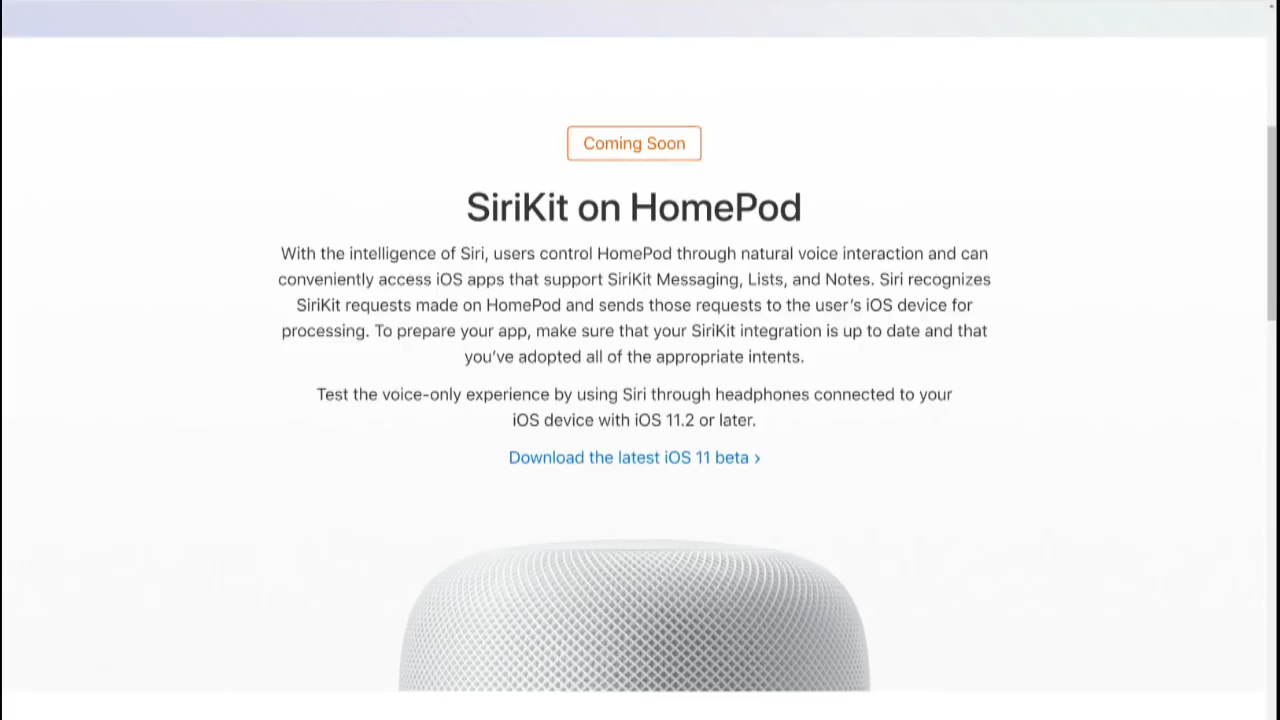 Coming Soon
SiriKit on HomePod
With the intelligence of Siri, users control HomePod through natural voice interaction and can
conveniently access iOS apps that support SiriKit Messaging, Lists, and Notes. Siri recognizes
SiriKit requests made on HomePod and sends those requests to the user’s iOS device for
processing. To prepare your app, make sure that your SiriKit integration is up to date and that
you’ve adopted all of the appropriate intents.
Test the voice-only experience by using Siri through headphones connected to your
iOS device with iOS 11.2 or later.
Download the latest iOS 11 beta ›